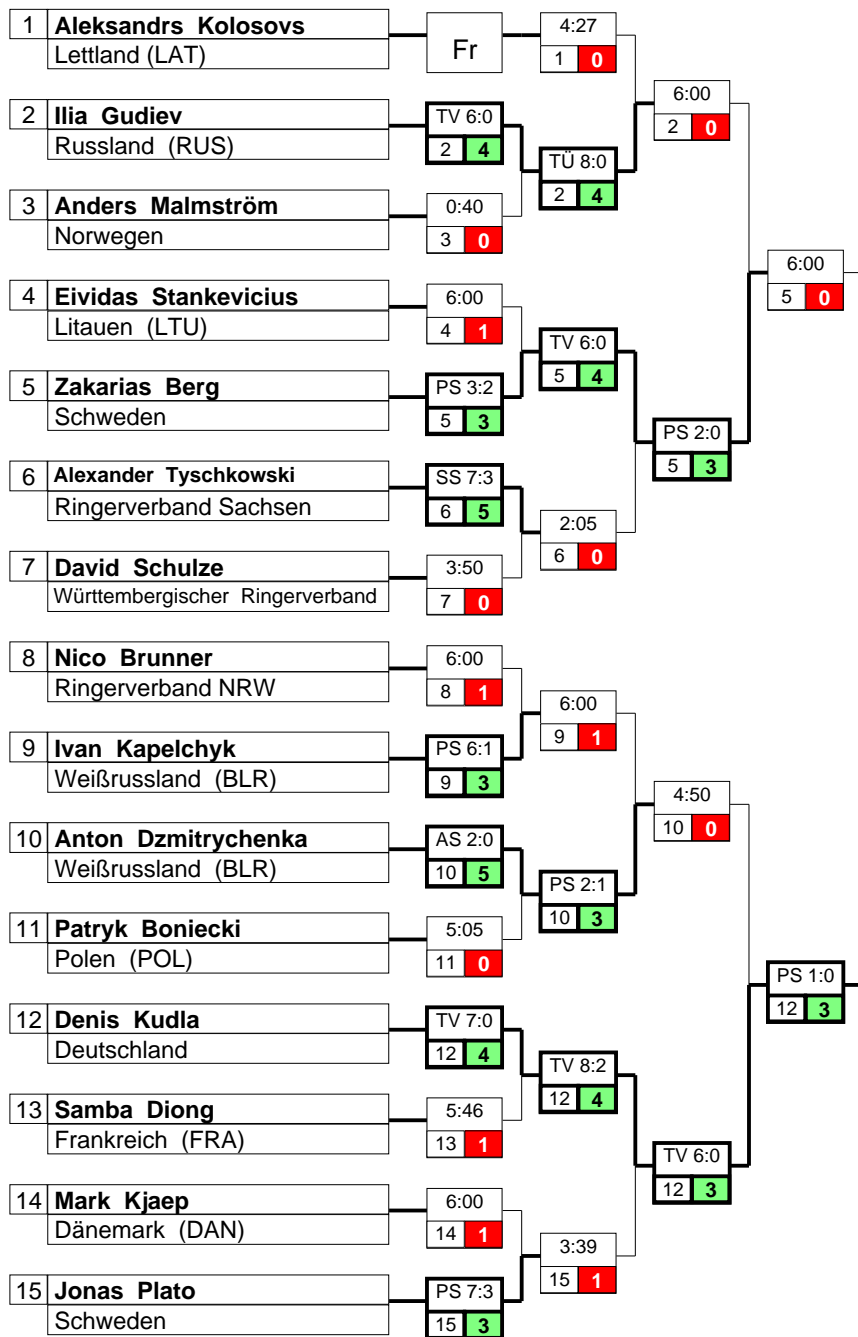 1 Aleksandrs Kolosovs
Lettland (LAT)
Fr
4:27
1 0
6:00
2 0
2 Ilia Gudiev
Russland (RUS)
TV 6:0
2 4
TÜ 8:0
2 4
3 Anders Malmström
Norwegen
0:40
3 0
6:00
5 0
4 Eividas Stankevicius
Litauen (LTU)
6:00
4 1
TV 6:0
5 4
5 Zakarias Berg
Schweden
PS 3:2
5 3
PS 2:0
5 3
6 Alexander Tyschkowski
Ringerverband Sachsen
SS 7:3
6 5
2:05
6 0
7 David Schulze
Württembergischer Ringerverband
3:50
7 0
8 Nico Brunner
Ringerverband NRW
6:00
8 1
6:00
9 1
9 Ivan Kapelchyk
Weißrussland (BLR)
PS 6:1
9 3
4:50
10 0
10 Anton Dzmitrychenka
Weißrussland (BLR)
AS 2:0
10 5
PS 2:1
10 3
11 Patryk Boniecki
Polen (POL)
5:05
11 0
PS 1:0
12 3
12 Denis Kudla
Deutschland
TV 7:0
12 4
TV 8:2
12 4
13 Samba Diong
Frankreich (FRA)
5:46
13 1
TV 6:0
12 3
14 Mark Kjaep
Dänemark (DAN)
6:00
14 1
3:39
15 1
15 Jonas Plato
Schweden
PS 7:3
15 3